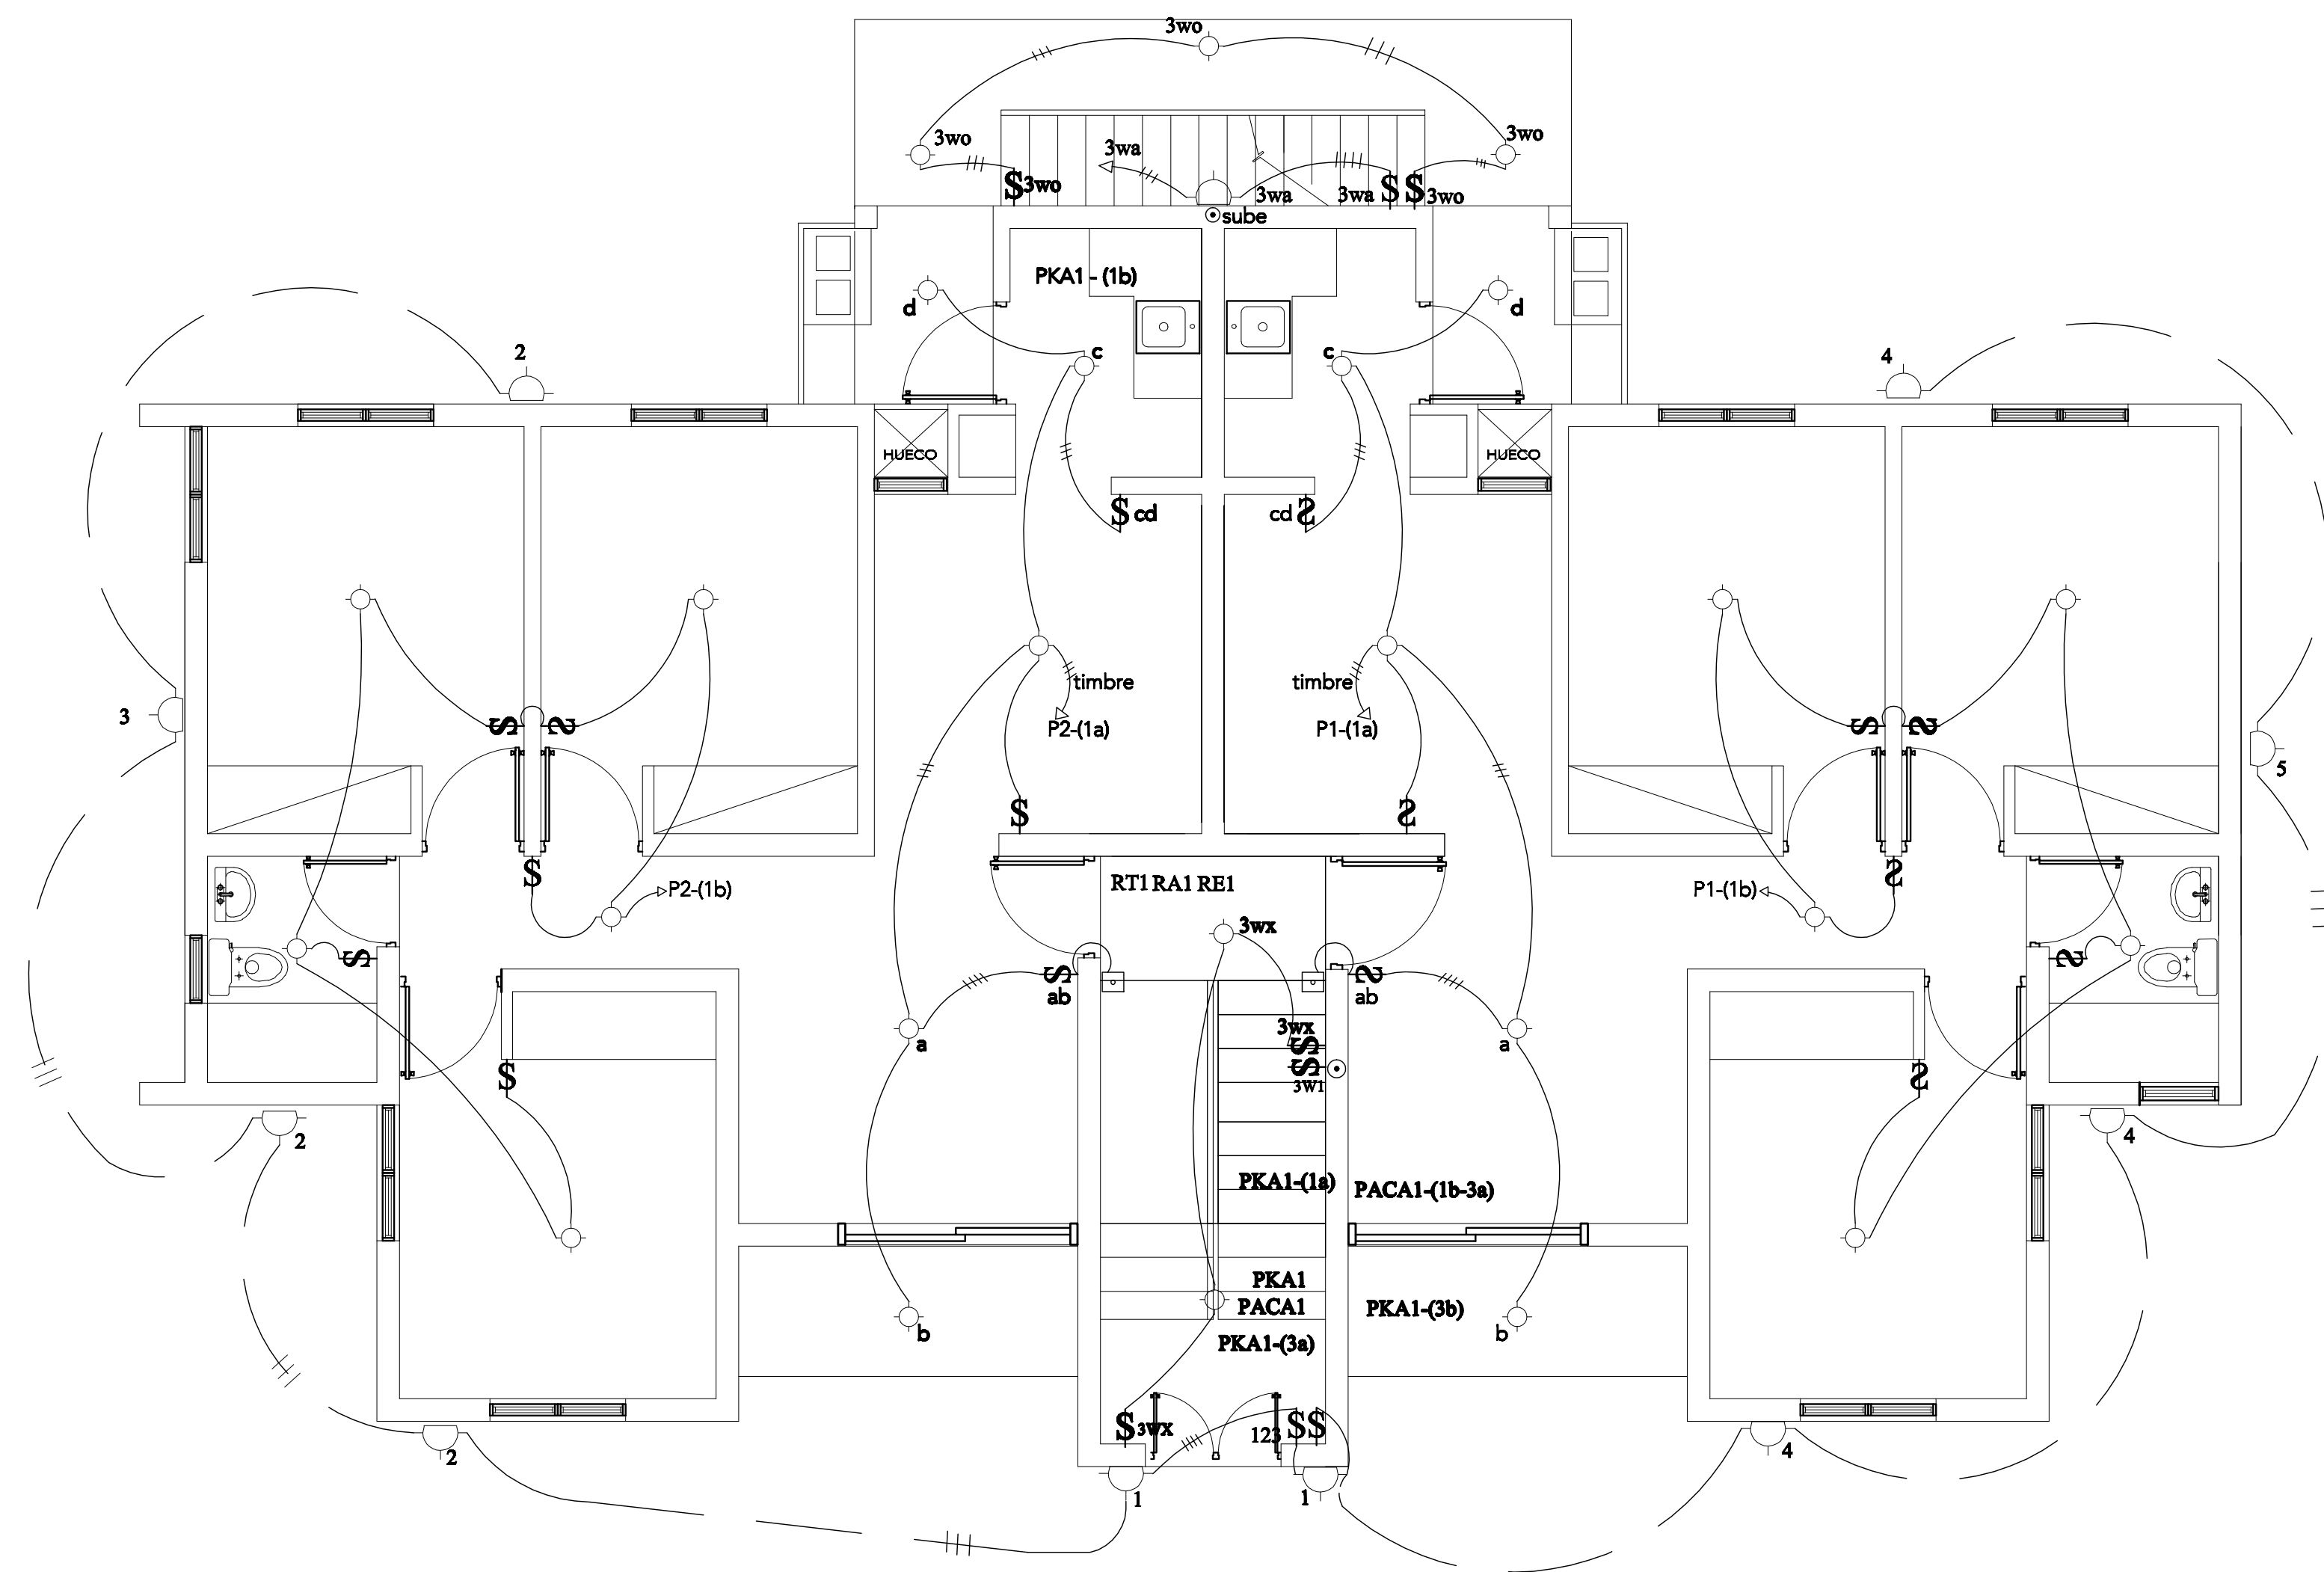 3wo
3wo
3wo
3wa
$3wo
3wa
3wa $
$3wo
sube
PKA1 - (1b)
d
d
2
c
c
4
HUECO
HUECO
$ cd
cd $
timbre
timbre
3
P2-(1a)
P1-(1a)
$
$
$
$
5
$
$
$
$
RT1 RA1 RE1
P2-(1b)
P1-(1b)
3wx
$
$
$
$
ab
ab
a
3wx
a
$
$
3W1
$
$
2
4
PKA1-(1a)
PACA1-(1b-3a)
PKA1
PACA1
PKA1-(3b)
b
b
PKA1-(3a)
$3wx
123 $$
2
4
1
1